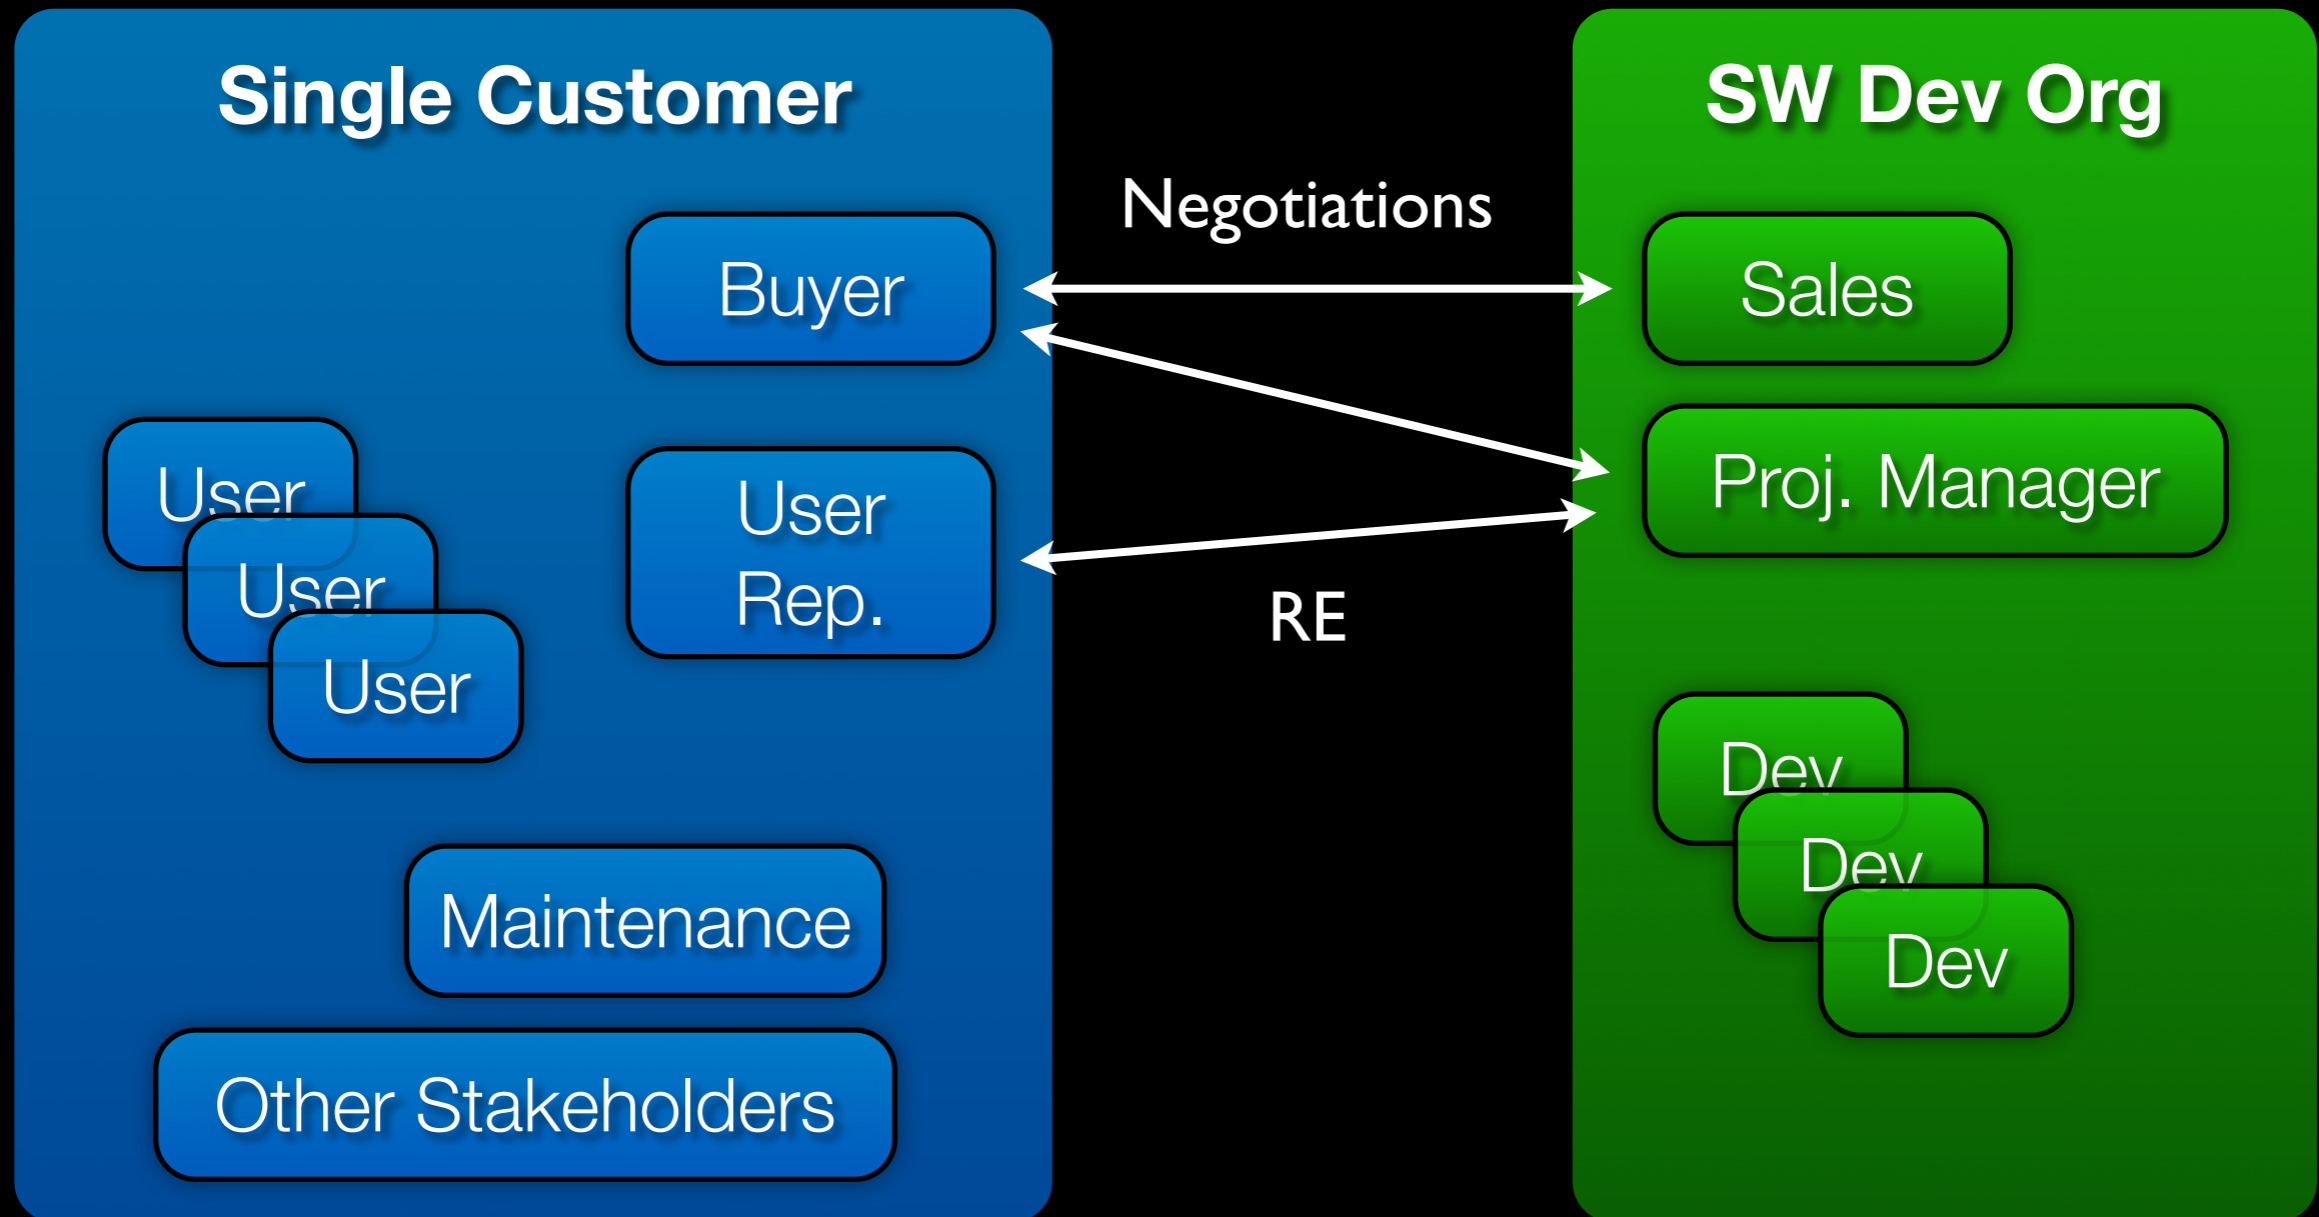 Single Customer
Buyer
User
User
User
User
Rep.
Maintenance
Other Stakeholders
Negotiations
RE
SW Dev Org
Sales
Proj. Manager
Dev
Dev
Dev